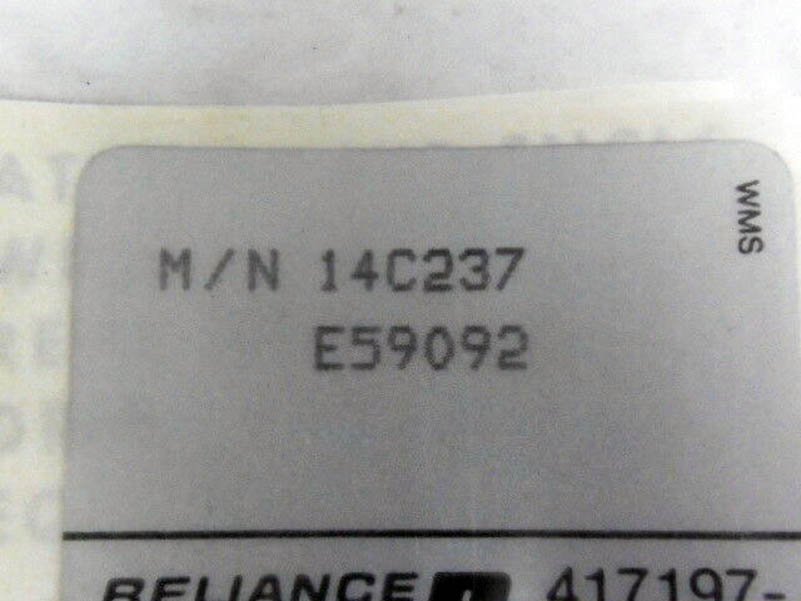 WMS
M/N 14C237
E59092
RELIANCE 417197-